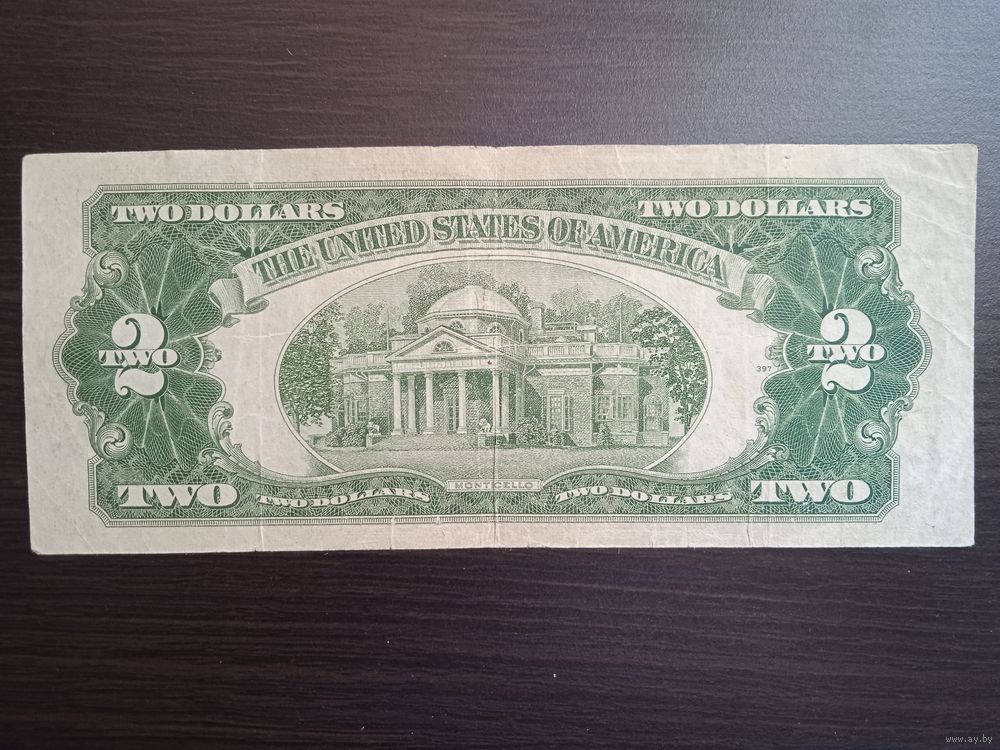 TWO DOLLARS TWO DOLLARS
THE UNITED STATES OF AMERICA
2 TWO 2 TWO
397
MONTICELLO
TWO TWO DOLLARS TWO DOLLARS TWO
www.ay.by